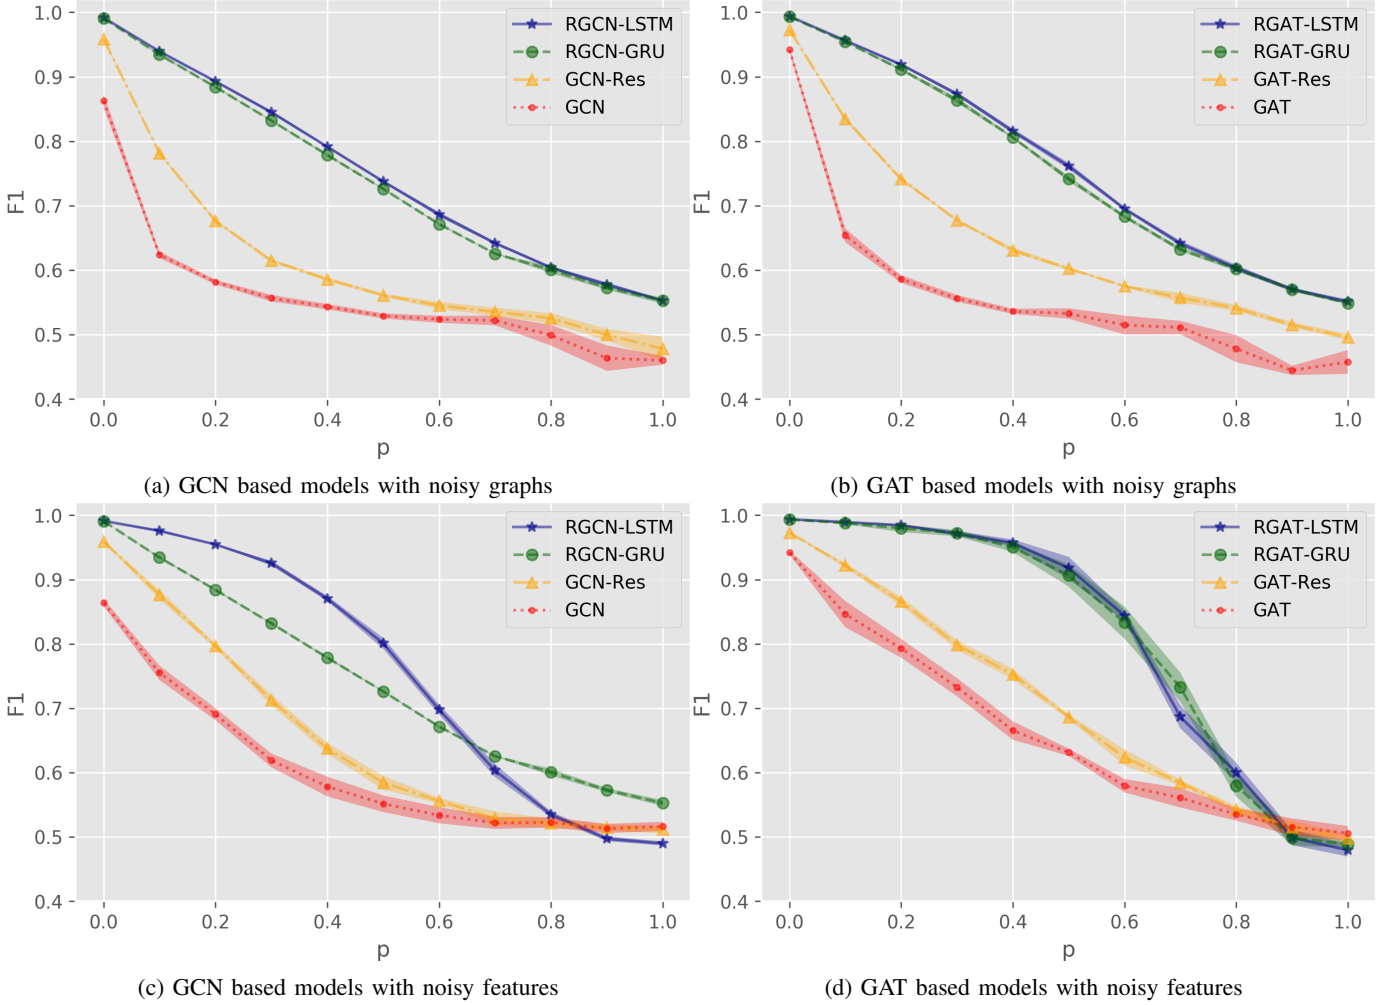 1.0
0.9
0.8
0.7
0.6
0.5
0.4
F1
0.0 0.2 0.4 0.6 0.8 1.0
p
RGCN-LSTM
RGCN-GRU
GCN-Res
GCN
(a) GCN based models with noisy graphs
1.0
0.9
0.8
0.7
0.6
0.5
0.4
F1
0.0 0.2 0.4 0.6 0.8 1.0
p
RGAT-LSTM
RGAT-GRU
GAT-Res
GAT
(b) GAT based models with noisy graphs
1.0
0.9
0.8
0.7
0.6
0.5
0.4
F1
0.0 0.2 0.4 0.6 0.8 1.0
p
RGCN-LSTM
RGCN-GRU
GCN-Res
GCN
(c) GCN based models with noisy features
1.0
0.9
0.8
0.7
0.6
0.5
0.4
F1
0.0 0.2 0.4 0.6 0.8 1.0
p
RGAT-LSTM
RGAT-GRU
GAT-Res
GAT
(d) GAT based models with noisy features